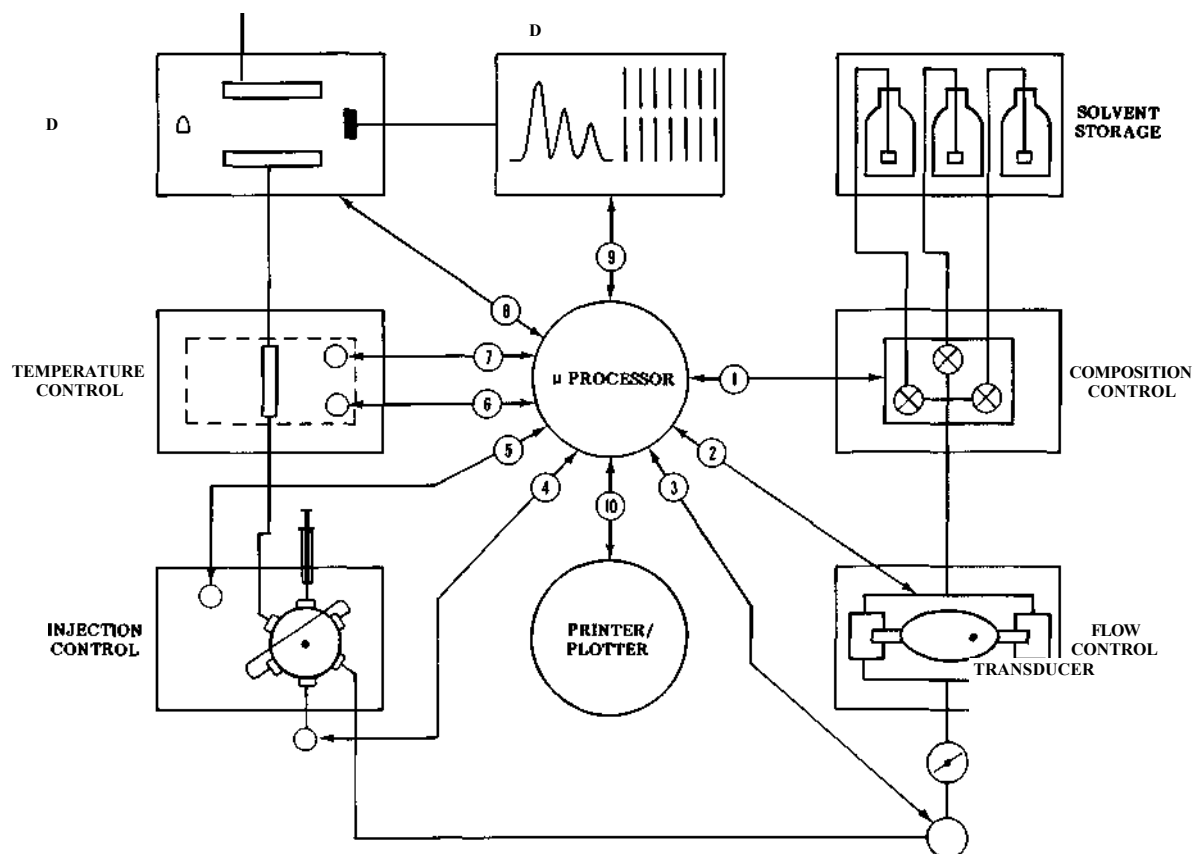 D
D
SOLVENT
STORAGE
9
8
TEMPERATURE
CONTROL
7
μ PROCESSOR
1
COMPOSITION
CONTROL
6
5
2
4
3
10
INJECTION
CONTROL
PRINTER/
PLOTTER
FLOW
CONTROL
TRANSDUCER